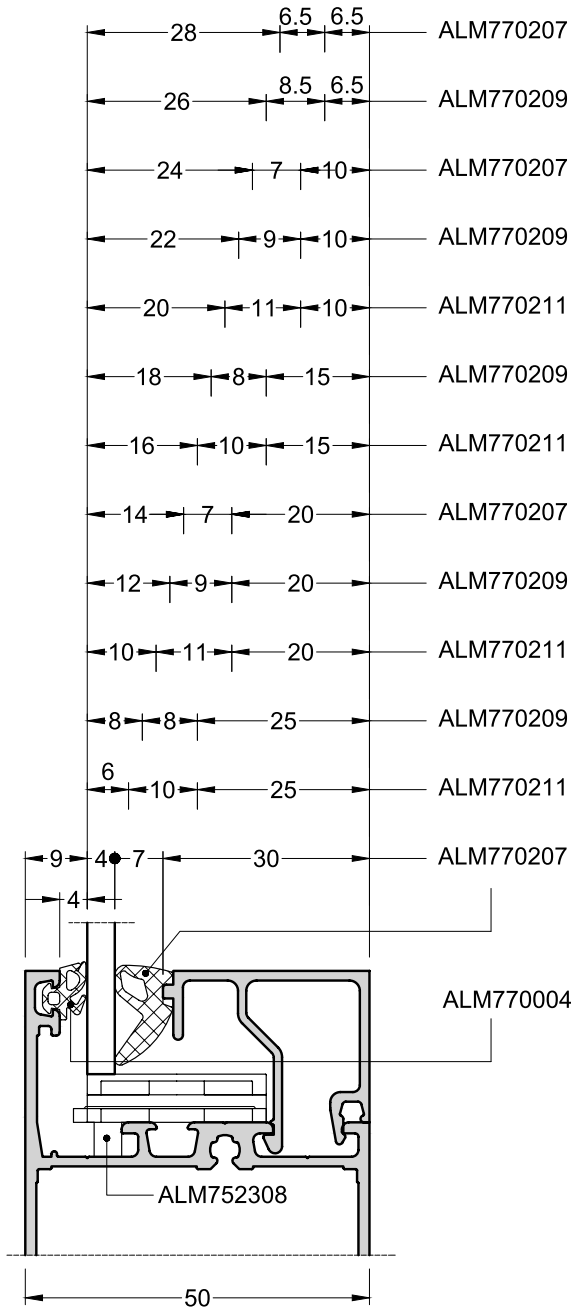 28 6.5 6.5 ALM770207
26 8.5 6.5 ALM770209
24 7 10 ALM770207
22 9 10 ALM770209
20 11 10 ALM770211
18 8 15 ALM770209
16 10 15 ALM770211
14 7 20 ALM770207
12 9 20 ALM770209
10 11 20 ALM770211
8 8 25 ALM770209
6 10 25 ALM770211
9 4 7 30 ALM770207
4
ALM770004
ALM752308
50